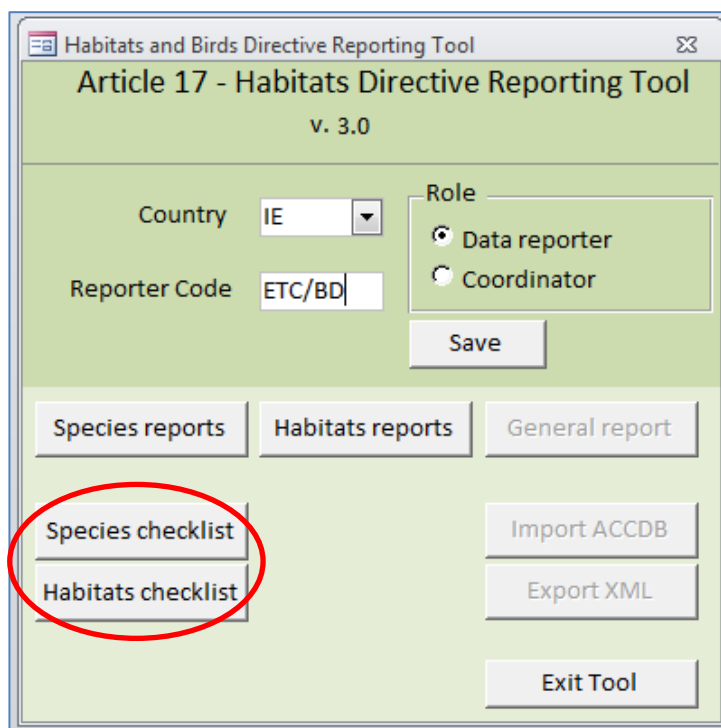 Habitats and Birds Directive Reporting Tool
Article 17 - Habitats Directive Reporting Tool
v. 3.0
Country
IE
Reporter Code
ETC/BD
Role
Data reporter
Coordinator
Save
Species reports
Habitats reports
General report
Species checklist
Import ACCDB
Habitats checklist
Export XML
Exit Tool